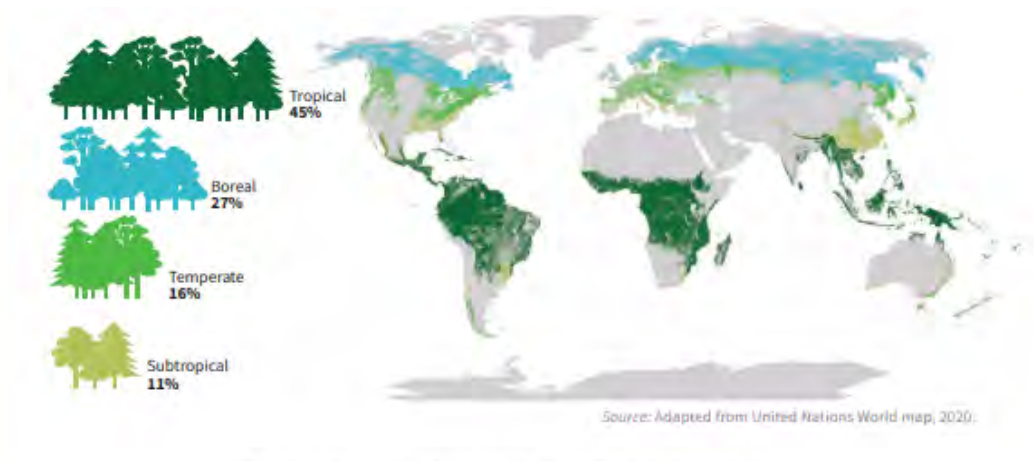 Tropical
45%
Boreal
27%
Temperate
16%
Subtropical
11%
Source: Adapted from United Nations World map, 2020.